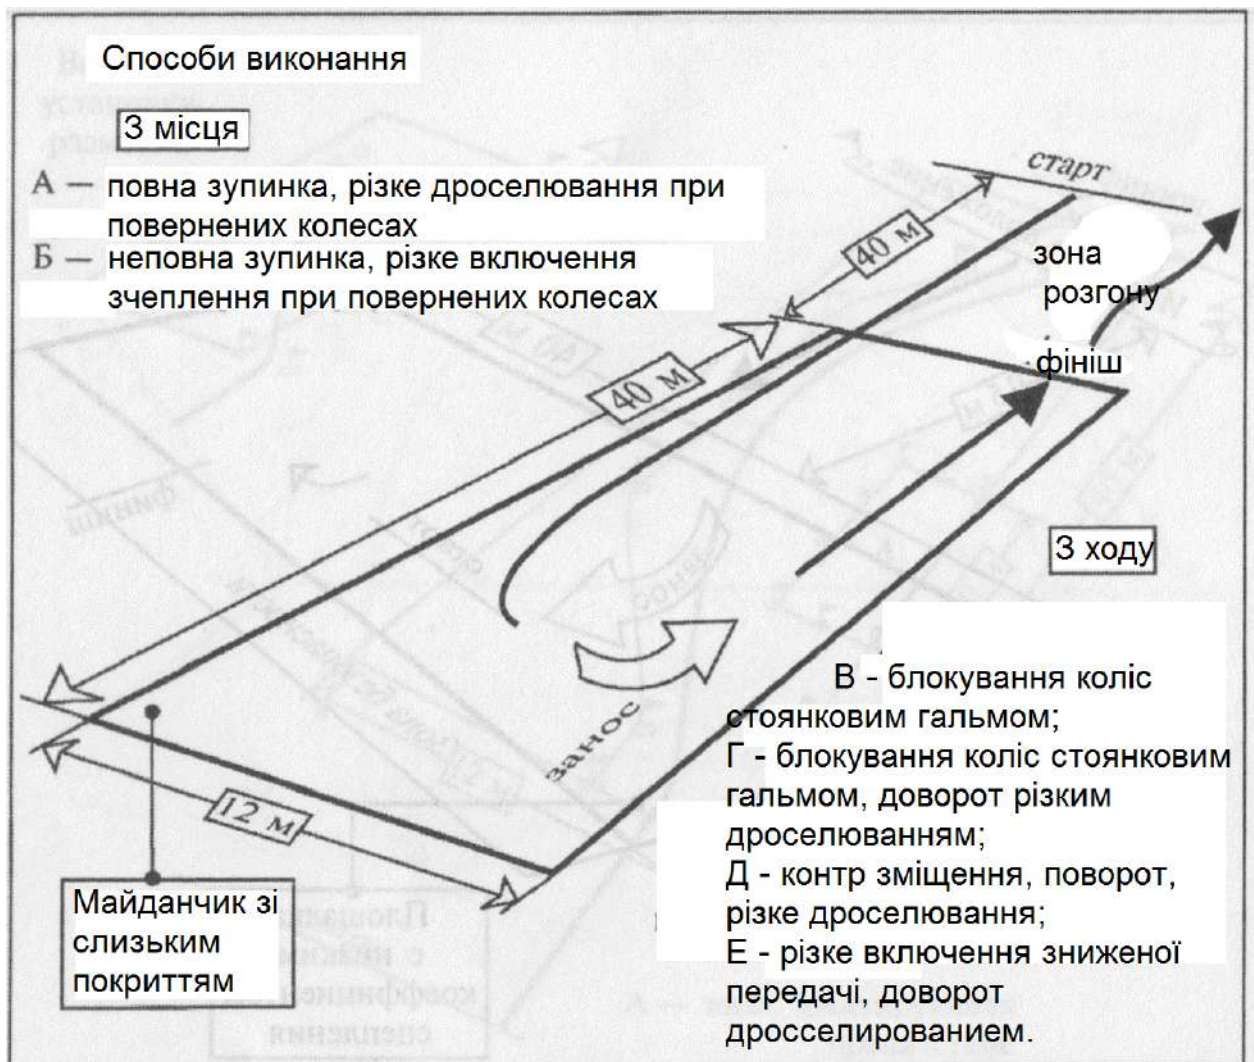 Способи виконання
З місця
А — повна зупинка, різке дроселювання при
повернених колесах
Б — неповна зупинка, різке включення
зчеплення при повернених колесах
старт
40 м
зона
розгону
фініш
40 м
З ходу
занос
12 м
В - блокування коліс
стоянковим гальмом;
Г - блокування коліс стоянковим
гальмом, доворот різким
дроселюванням;
Д - контр зміщення, поворот,
різке дроселювання;
Е - різке включення зниженої
передачі, доворот
дросселированием.
Майданчик зі
слизьким
покриттям